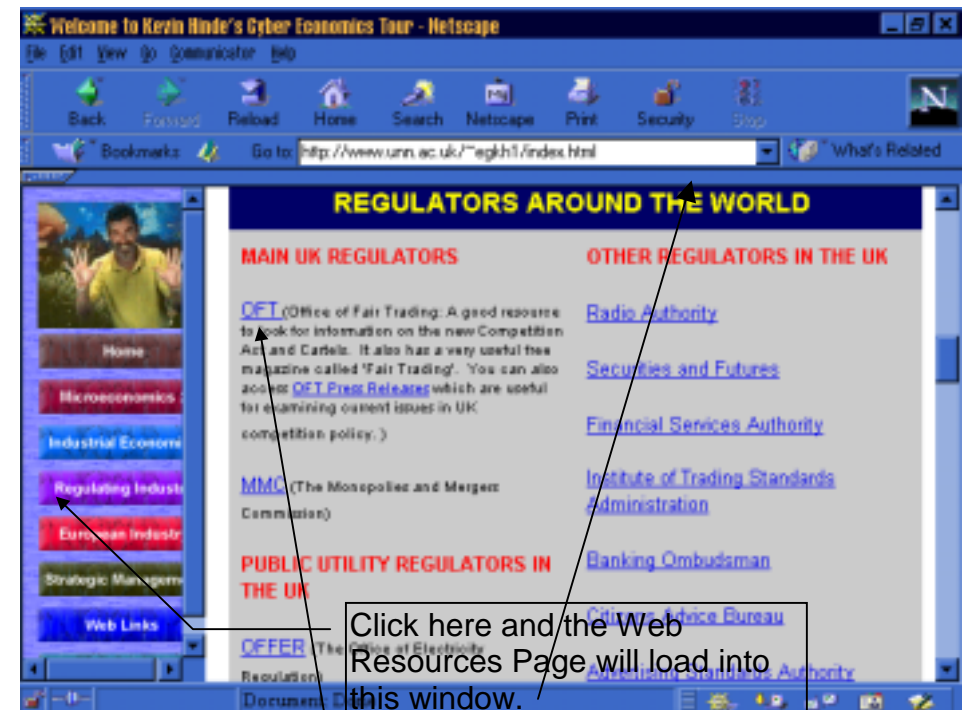 Welcome to Kevin Hinde's Cyber Economics Tour - Netscape
File Edit View Go Communicator Help
Back Forward Reload Home Search Netscape Print Security Stop
Bookmarks Go to: http://www.unn.ac.uk/~egkh1/index.html What's Related
REGULATORS AROUND THE WORLD
Home
Microeconomics
Industrial Economi
Regulating Industr
European Industr
Strategic Managem
Web Links
MAIN UK REGULATORS
OFT (Office of Fair Trading: A good resource
to look for information on the new Competition
Act and Cartels. It also has a very useful free
magazine called 'Fair Trading'. You can also
access OFT Press Releases which are useful
for examining current issues in UK
competition policy. )
MMC (The Monopolies and Mergers
Commission)
PUBLIC UTILITY REGULATORS IN
THE UK
OFFER (The Office of Electricity
Regulation)
OTHER REGULATORS IN THE UK
Radio Authority
Securities and Futures
Financial Services Authority
Institute of Trading Standards
Administration
Banking Ombudsman
Citizens Advice Bureau
Advertising Standards Authority
Click here and the Web
Resources Page will load into
this window.
Document: Done